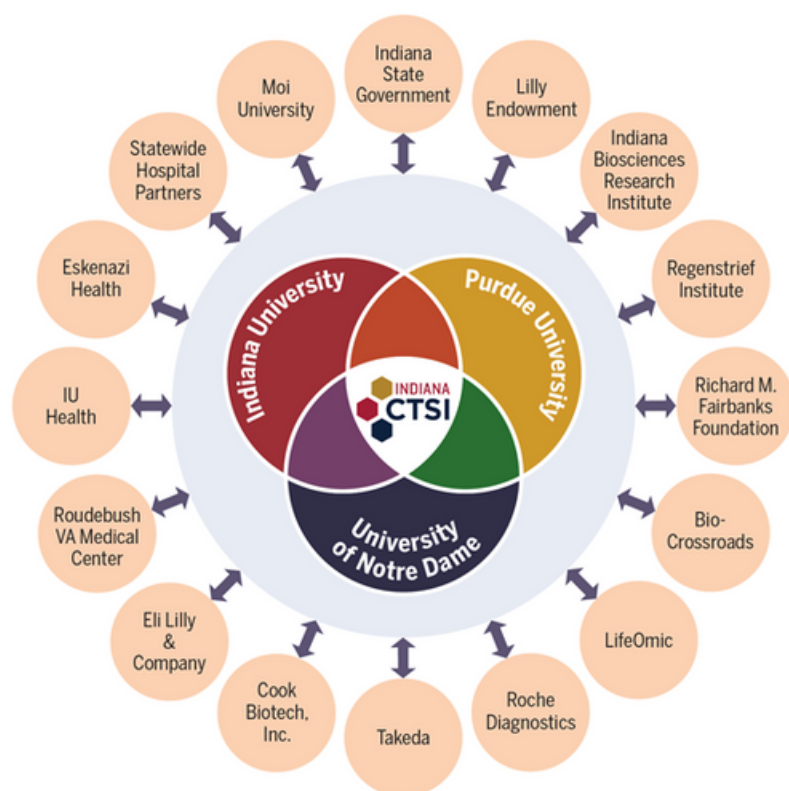 Indiana
State
Government
Lilly
Endowment
Indiana
Biosciences
Research
Institute
Regenstrief
Institute
Richard M.
Fairbanks
Foundation
Bio-
Crossroads
LifeOmic
Roche
Diagnostics
Takeda
Cook
Biotech,
Inc.
Eli Lilly
&
Company
Roudebush
VA Medical
Center
IU
Health
Eskenazi
Health
Statewide
Hospital
Partners
Moi
University
Indiana University
Purdue University
INDIANA
CTSI
University
of Notre Dame